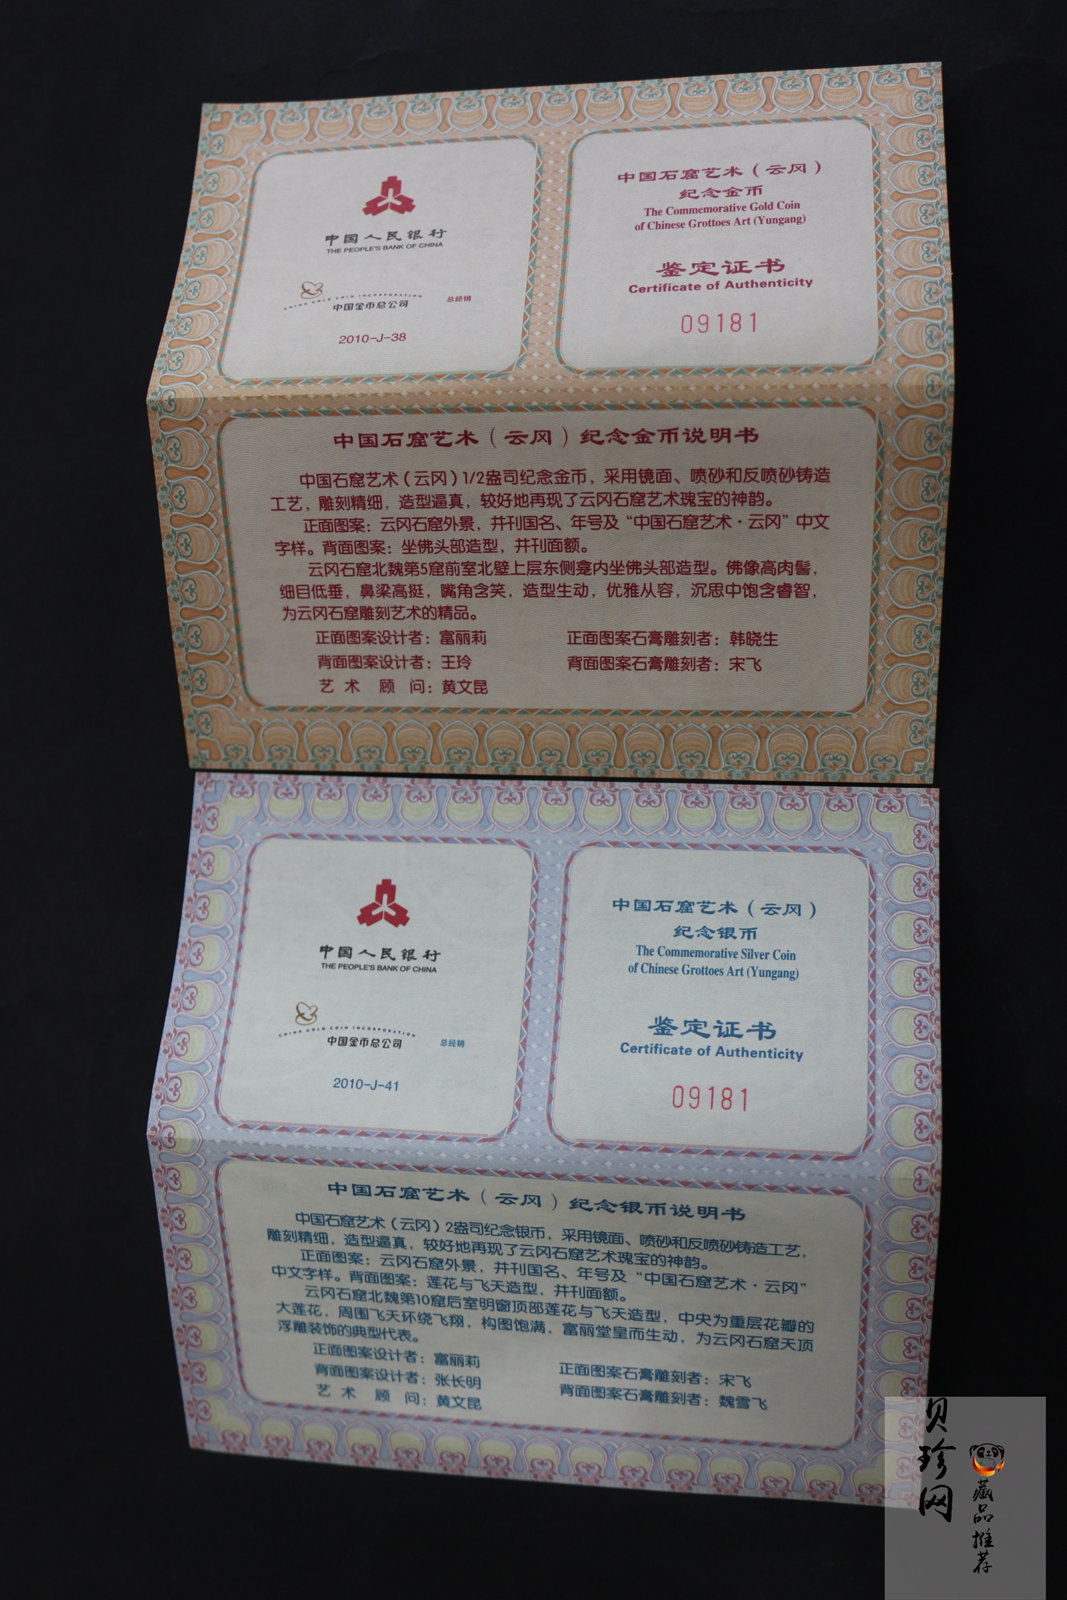 中国人民银行
THE PEOPLE'S BANK OF CHINA
CHINA GOLD COIN INCORPORATION
中国金币总公司 总经销
2010-J-38
中国石窟艺术（云冈）
纪念金币
The Commemorative Gold Coin
of Chinese Grottoes Art (Yungang)
鉴定证书
Certificate of Authenticity
09181
中国石窟艺术（云冈）纪念金币说明书
中国石窟艺术（云冈）1/2盎司纪念金币，采用镜面、喷砂和反喷砂铸造
工艺，雕刻精细，造型逼真，较好地再现了云冈石窟艺术瑰宝的神韵。
正面图案：云冈石窟外景，并刊国名、年号及“中国石窟艺术·云冈”中文
字样。背面图案：坐佛头部造型，并刊面额。
云冈石窟北魏第5窟前室北壁上层东侧龛内坐佛头部造型。佛像高肉髻，
细目低垂，鼻梁高挺，嘴角含笑，造型生动，优雅从容，沉思中饱含睿智，
为云冈石窟雕刻艺术的精品。
正面图案设计者：富丽莉 正面图案石膏雕刻者：韩晓生
背面图案设计者：王玲 背面图案石膏雕刻者：宋飞
艺术顾问：黄文昆
中国人民银行
THE PEOPLE'S BANK OF CHINA
CHINA GOLD COIN INCORPORATION
中国金币总公司 总经销
2010-J-41
中国石窟艺术（云冈）
纪念银币
The Commemorative Silver Coin
of Chinese Grottoes Art (Yungang)
鉴定证书
Certificate of Authenticity
09181
中国石窟艺术（云冈）纪念银币说明书
中国石窟艺术（云冈）2盎司纪念银币，采用镜面、喷砂和反喷砂铸造工艺，
雕刻精细，造型逼真，较好地再现了云冈石窟艺术瑰宝的神韵。
正面图案：云冈石窟外景，并刊国名、年号及“中国石窟艺术·云冈”
中文字样。背面图案：莲花与飞天造型，并刊面额。
云冈石窟北魏第10窟后室明窗顶部莲花与飞天造型，中央为重层花瓣的
大莲花，周围飞天环绕飞翔，构图饱满，富丽堂皇而生动，为云冈石窟天顶
浮雕装饰的典型代表。
正面图案设计者：富丽莉 正面图案石膏雕刻者：宋飞
背面图案设计者：张长明 背面图案石膏雕刻者：魏雪飞
艺术顾问：黄文昆
贝珍网
藏品推荐